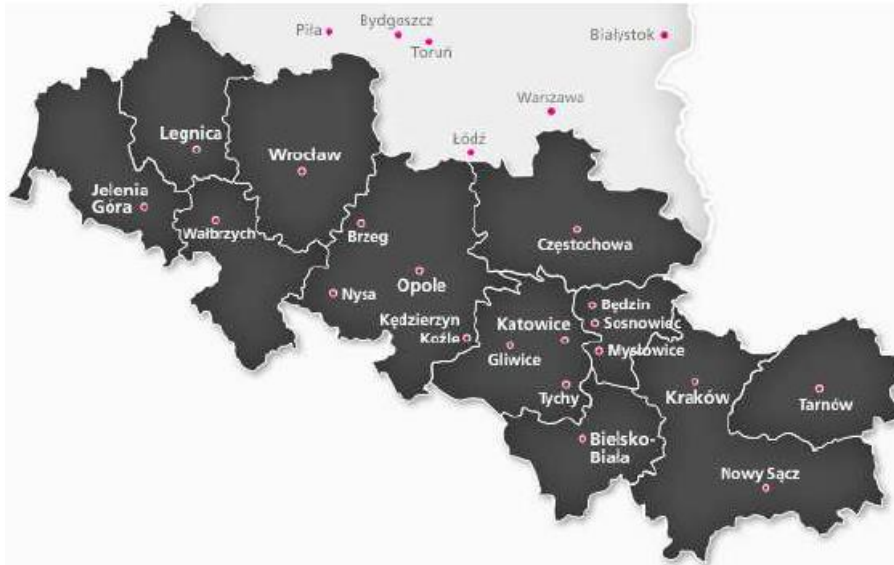 Piła
Bydgoszcz
Toruń
Białystok
Warszawa
Łódź
Legnica
Wrocław
Jelenia
Góra
Wałbrzych
Brzeg
Częstochowa
Opole
Nysa
Kędzierzyn
Koźle
Katowice
Gliwice
Tychy
Będzin
Sosnowiec
Mysłowice
Kraków
Tarnów
Bielsko-
Biała
Nowy Sącz